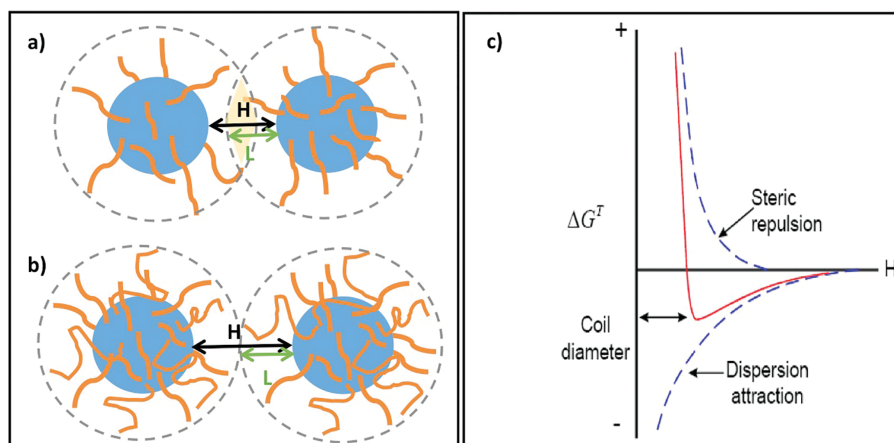 a)
H
L
b)
H
L
c)
+
ΔG^T
Steric
repulsion
H
Coil
diameter
Dispersion
attraction
-